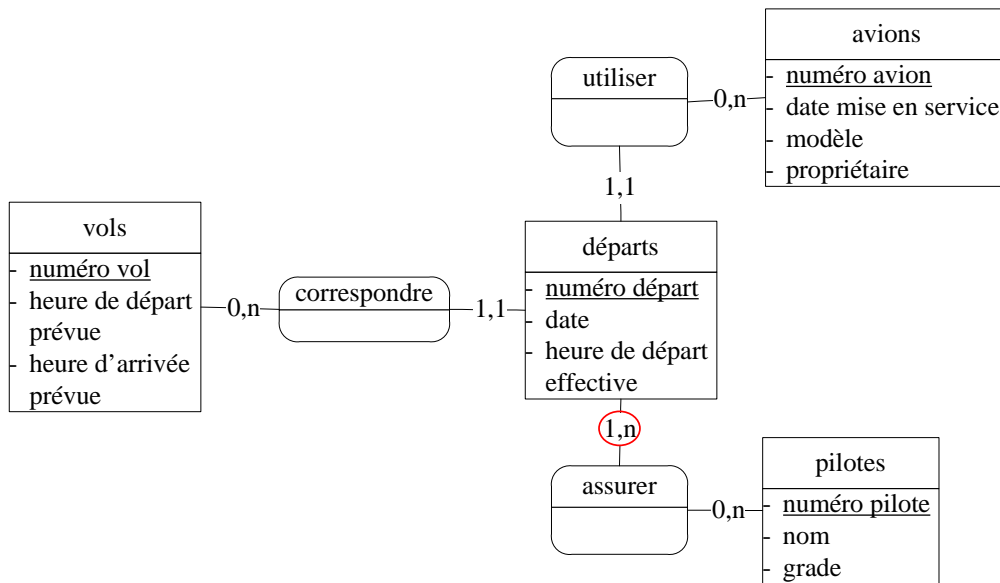 avions
- numéro avion
- date mise en service
- modèle
- propriétaire
utiliser
0,n
1,1
vols
- numéro vol
- heure de départ
prévue
- heure d’arrivée
prévue
0,n
correspondre
1,1
départs
- numéro départ
- date
- heure de départ
effective
1,n
assurer
0,n
pilotes
- numéro pilote
- nom
- grade